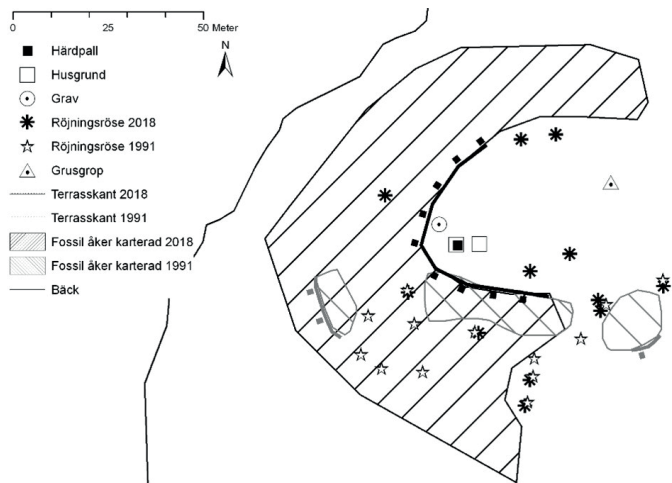 0 25 50 Meter
N
Härdpall
Husgrund
Grav
Röjningsröse 2018
Röjningsröse 1991
Grusgrop
Terrasskant 2018
Terrasskant 1991
Fossil åker karterad 2018
Fossil åker karterad 1991
Bäck